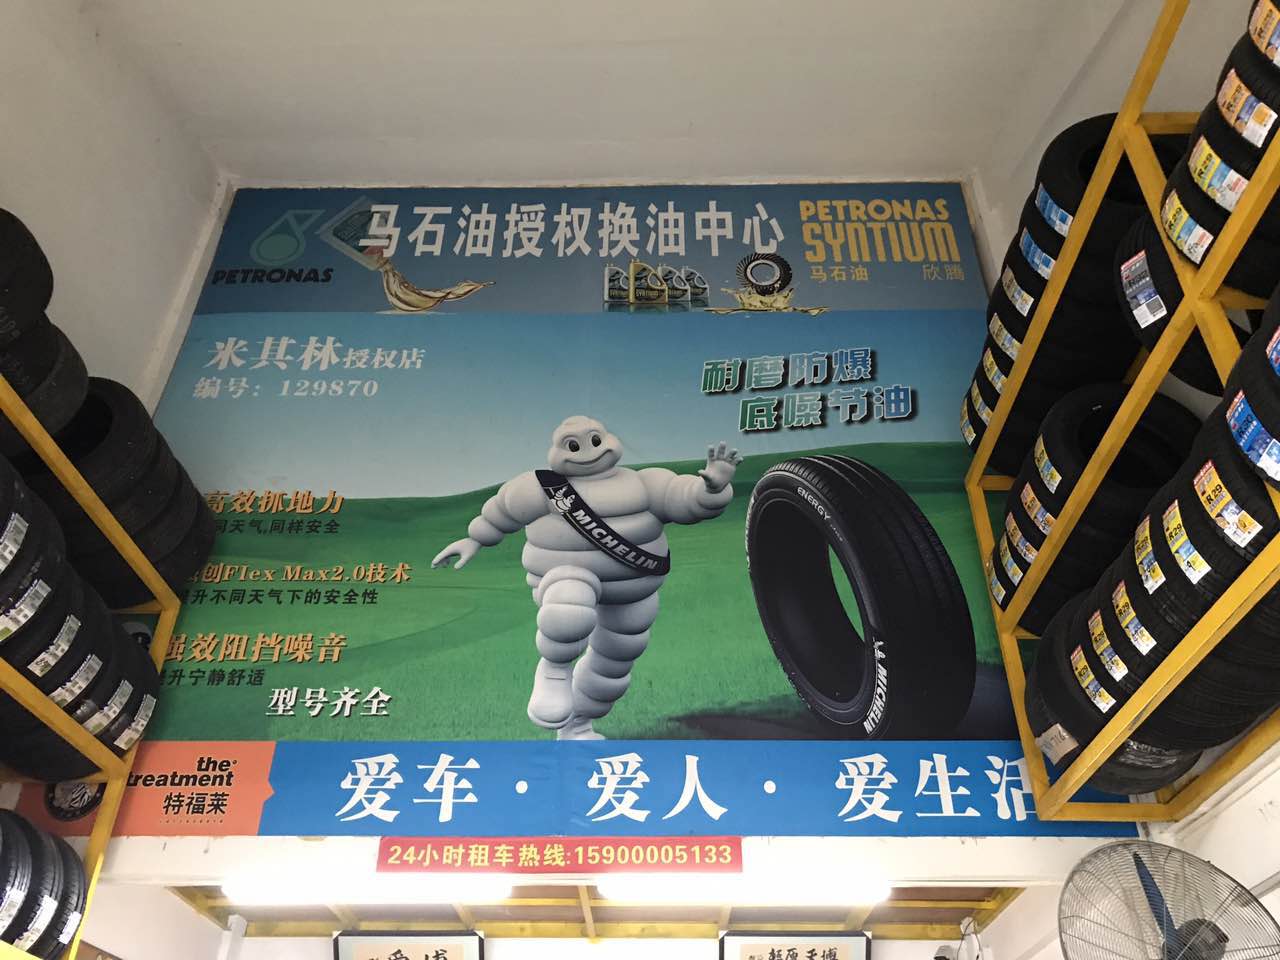 马石油授权换油中心
PETRONAS
PETRONAS
SYNTIUM
马石油 欣腾
米其林授权店
编号：129870
耐磨防爆
底噪节油
高效抓地力
同天气,同样安全
创Flex Max2.0技术
升不同天气下的安全性
强效阻挡噪音
升宁静舒适
型号齐全
MICHELIN
ENERGY
MICHELIN
the
treatment
特福莱
爱车·爱人·爱生活
24小时租车热线:15900005133
R29